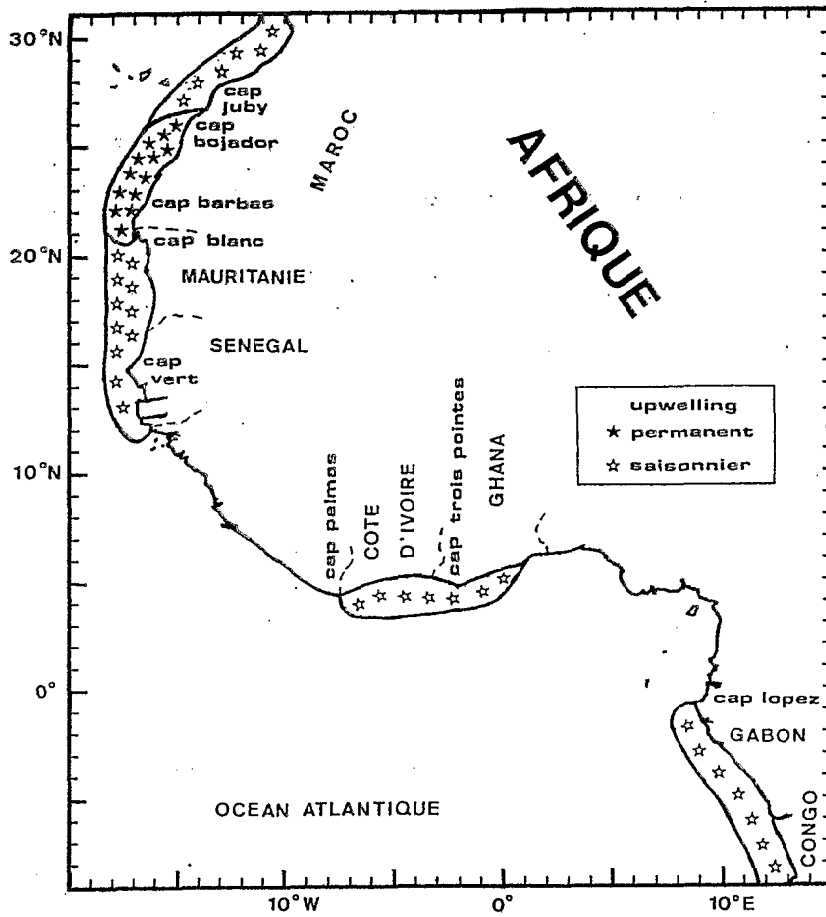 30°N
cap
juby
cap
bojador
MAROC
AFRIQUE
cap barbas
20°N
cap blanc
MAURITANIE
SENEGAL
cap
vert
upwelling
★ permanent
☆ saisonnier
10°N
cap palmas
COTE
D'IVOIRE
cap trois pointes
GHANA
0°
cap lopez
GABON
OCEAN ATLANTIQUE
CONGO
10°W
0°
10°E